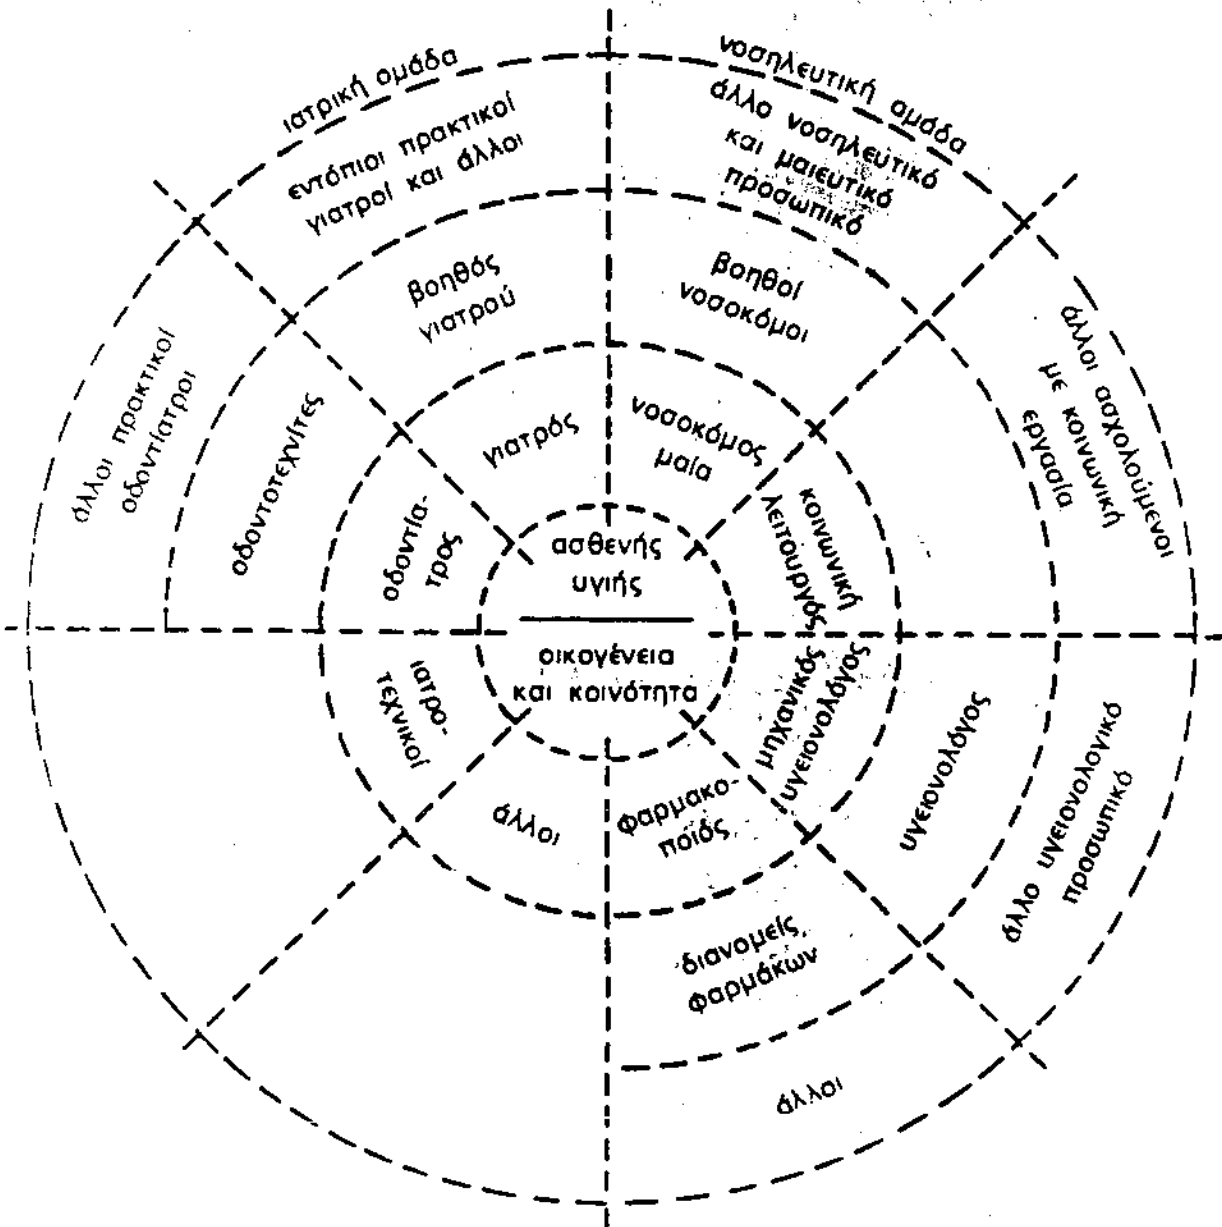 ιατρική ομάδα
εντόπιοι πρακτικοί
γιατροί και άλλοι
βοηθός
γιατρού
γιατρός
νοσηλευτική ομάδα
άλλο νοσηλευτικό
και μαιευτικό
προσωπικό
βοηθοί
νοσοκόμοι
νοσοκόμος
μαία
άλλοι ασχολούμενοι
με κοινωνική
εργασία
κοινωνική
λειτουργός
άλλοι πρακτικοί
οδοντίατροι
οδοντοτεχνίτες
οδοντία-
τρος
ασθενής
υγιής
οικογένεια
και κοινότητα
ιατρο-
τεχνικοί
άλλοι
φαρμακο-
ποιός
διανομείς
φαρμάκων
άλλοι
μηχανικός
υγειονολόγος
υγειονολόγος
άλλο υγειονολογικό
προσωπικό